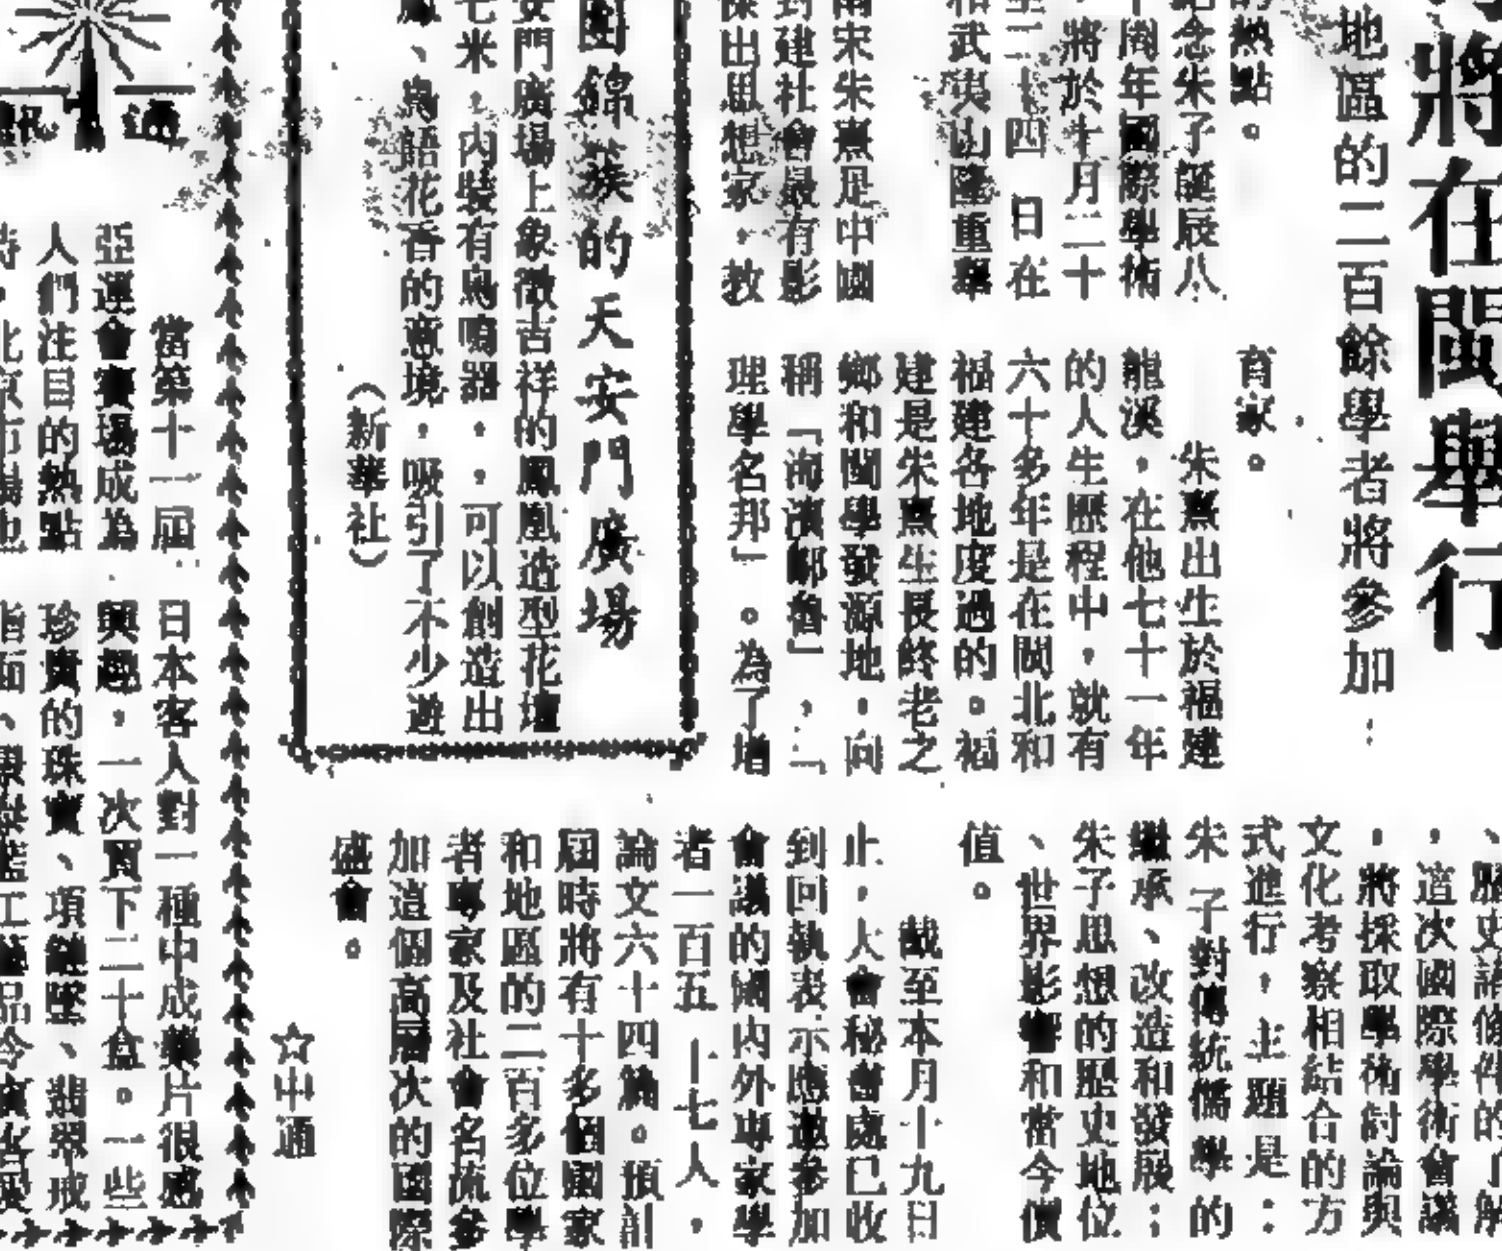 將在閩舉行
地區的二百餘學者將參加
的熱點。
紀念朱子誕辰八
十周年國際學術
，將於十月二十
至二十四日在
和武夷山隆重舉
南宋朱熹是中國
封建社會最有影
傑出思想家，教
育家。
朱熹出生於福建
龍溪，在他七十一年
的人生歷程中，就有
六十多年是在閩北和
福建各地度過的。福
建是朱熹生長終老之
鄉和閩學發源地，向
稱「海濱鄒魯」，「
理學名邦」。為了增
的了解
，這次國際學術會議
，將採取學術討論與
文化考察相結合的方
式進行，主題是：
朱子對傳統儒學的
繼承、改造和發展；
朱子思想的歷史地位
、世界影響和當今價
值。
截至本月十九日
止，大會秘書處已收
到回執表示應邀參加
會議的國內外專家學
者一百五十七人，
論文六十四篇。預計
屆時將有十多個國家
和地區的二百多位學
者專家及社會名流參
加這個高層次的國際
盛會。
☆中通
團錦簇的天安門廣場
安門廣場上象徵吉祥的鳳凰造型花壇
七米，內裝有鳥鳴器，，可以創造出
鳳、鳥語花香的意境，吸引了不少遊
（新華社）
通訊
當第十一屆
亞運會賽場成為
人們注目的熱點
時，北京市場也
日本客人對一種中成藥片很感
興趣，一次買下二十盒。一些
珍貴的珠寶、項鏈墜、翡翠戒
指面、景泰藍工藝品